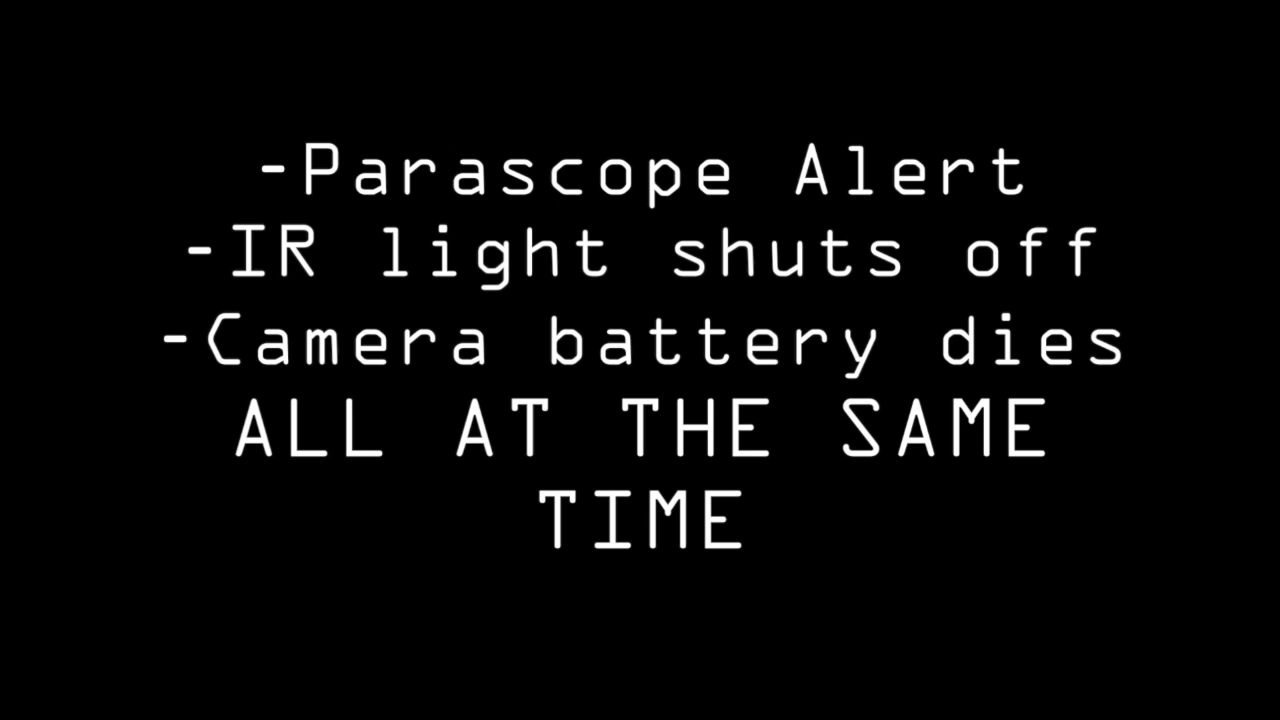 -Parascope Alert
-IR light shuts off
-Camera battery dies
ALL AT THE SAME
TIME